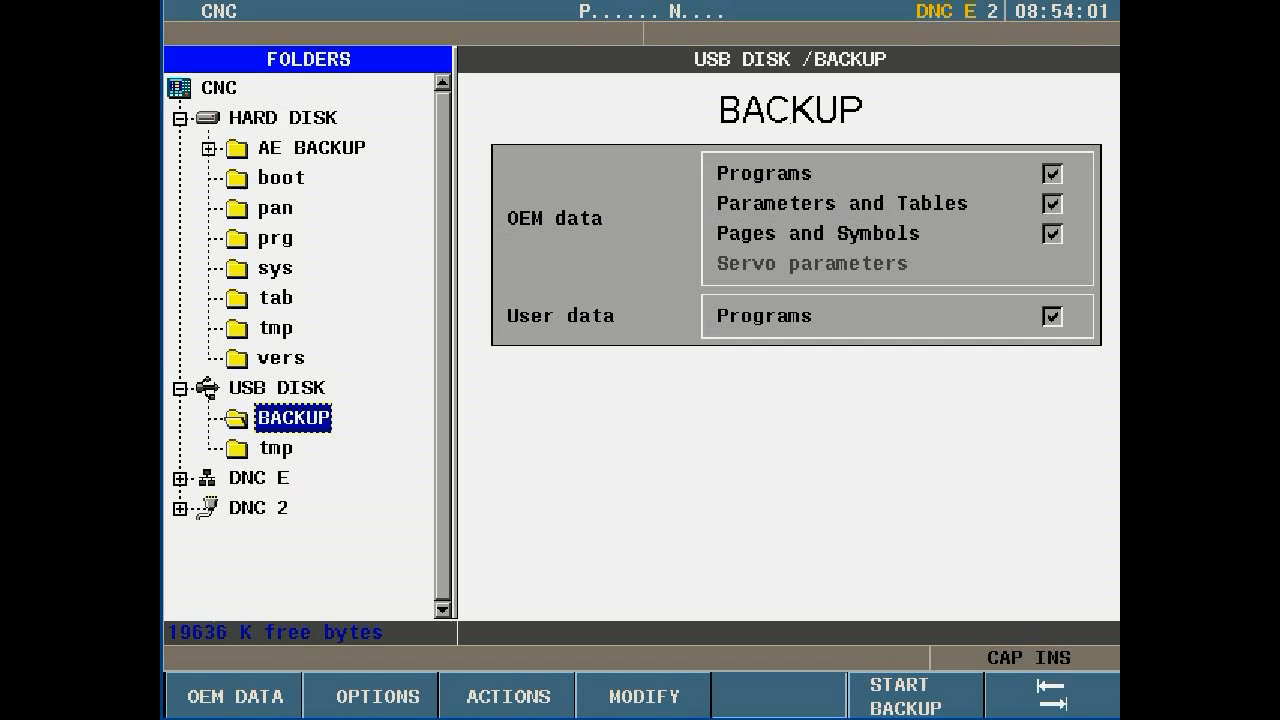 CNC P...... N.... DNC E 2 08:54:01
FOLDERS
USB DISK /BACKUP
CNC
HARD DISK
AE BACKUP
boot
pan
prg
sys
tab
tmp
vers
USB DISK
BACKUP
tmp
DNC E
DNC 2
19636 K free bytes
BACKUP
OEM data
Programs
Parameters and Tables
Pages and Symbols
Servo parameters
User data
Programs
CAP INS
OEM DATA
OPTIONS
ACTIONS
MODIFY
START
BACKUP